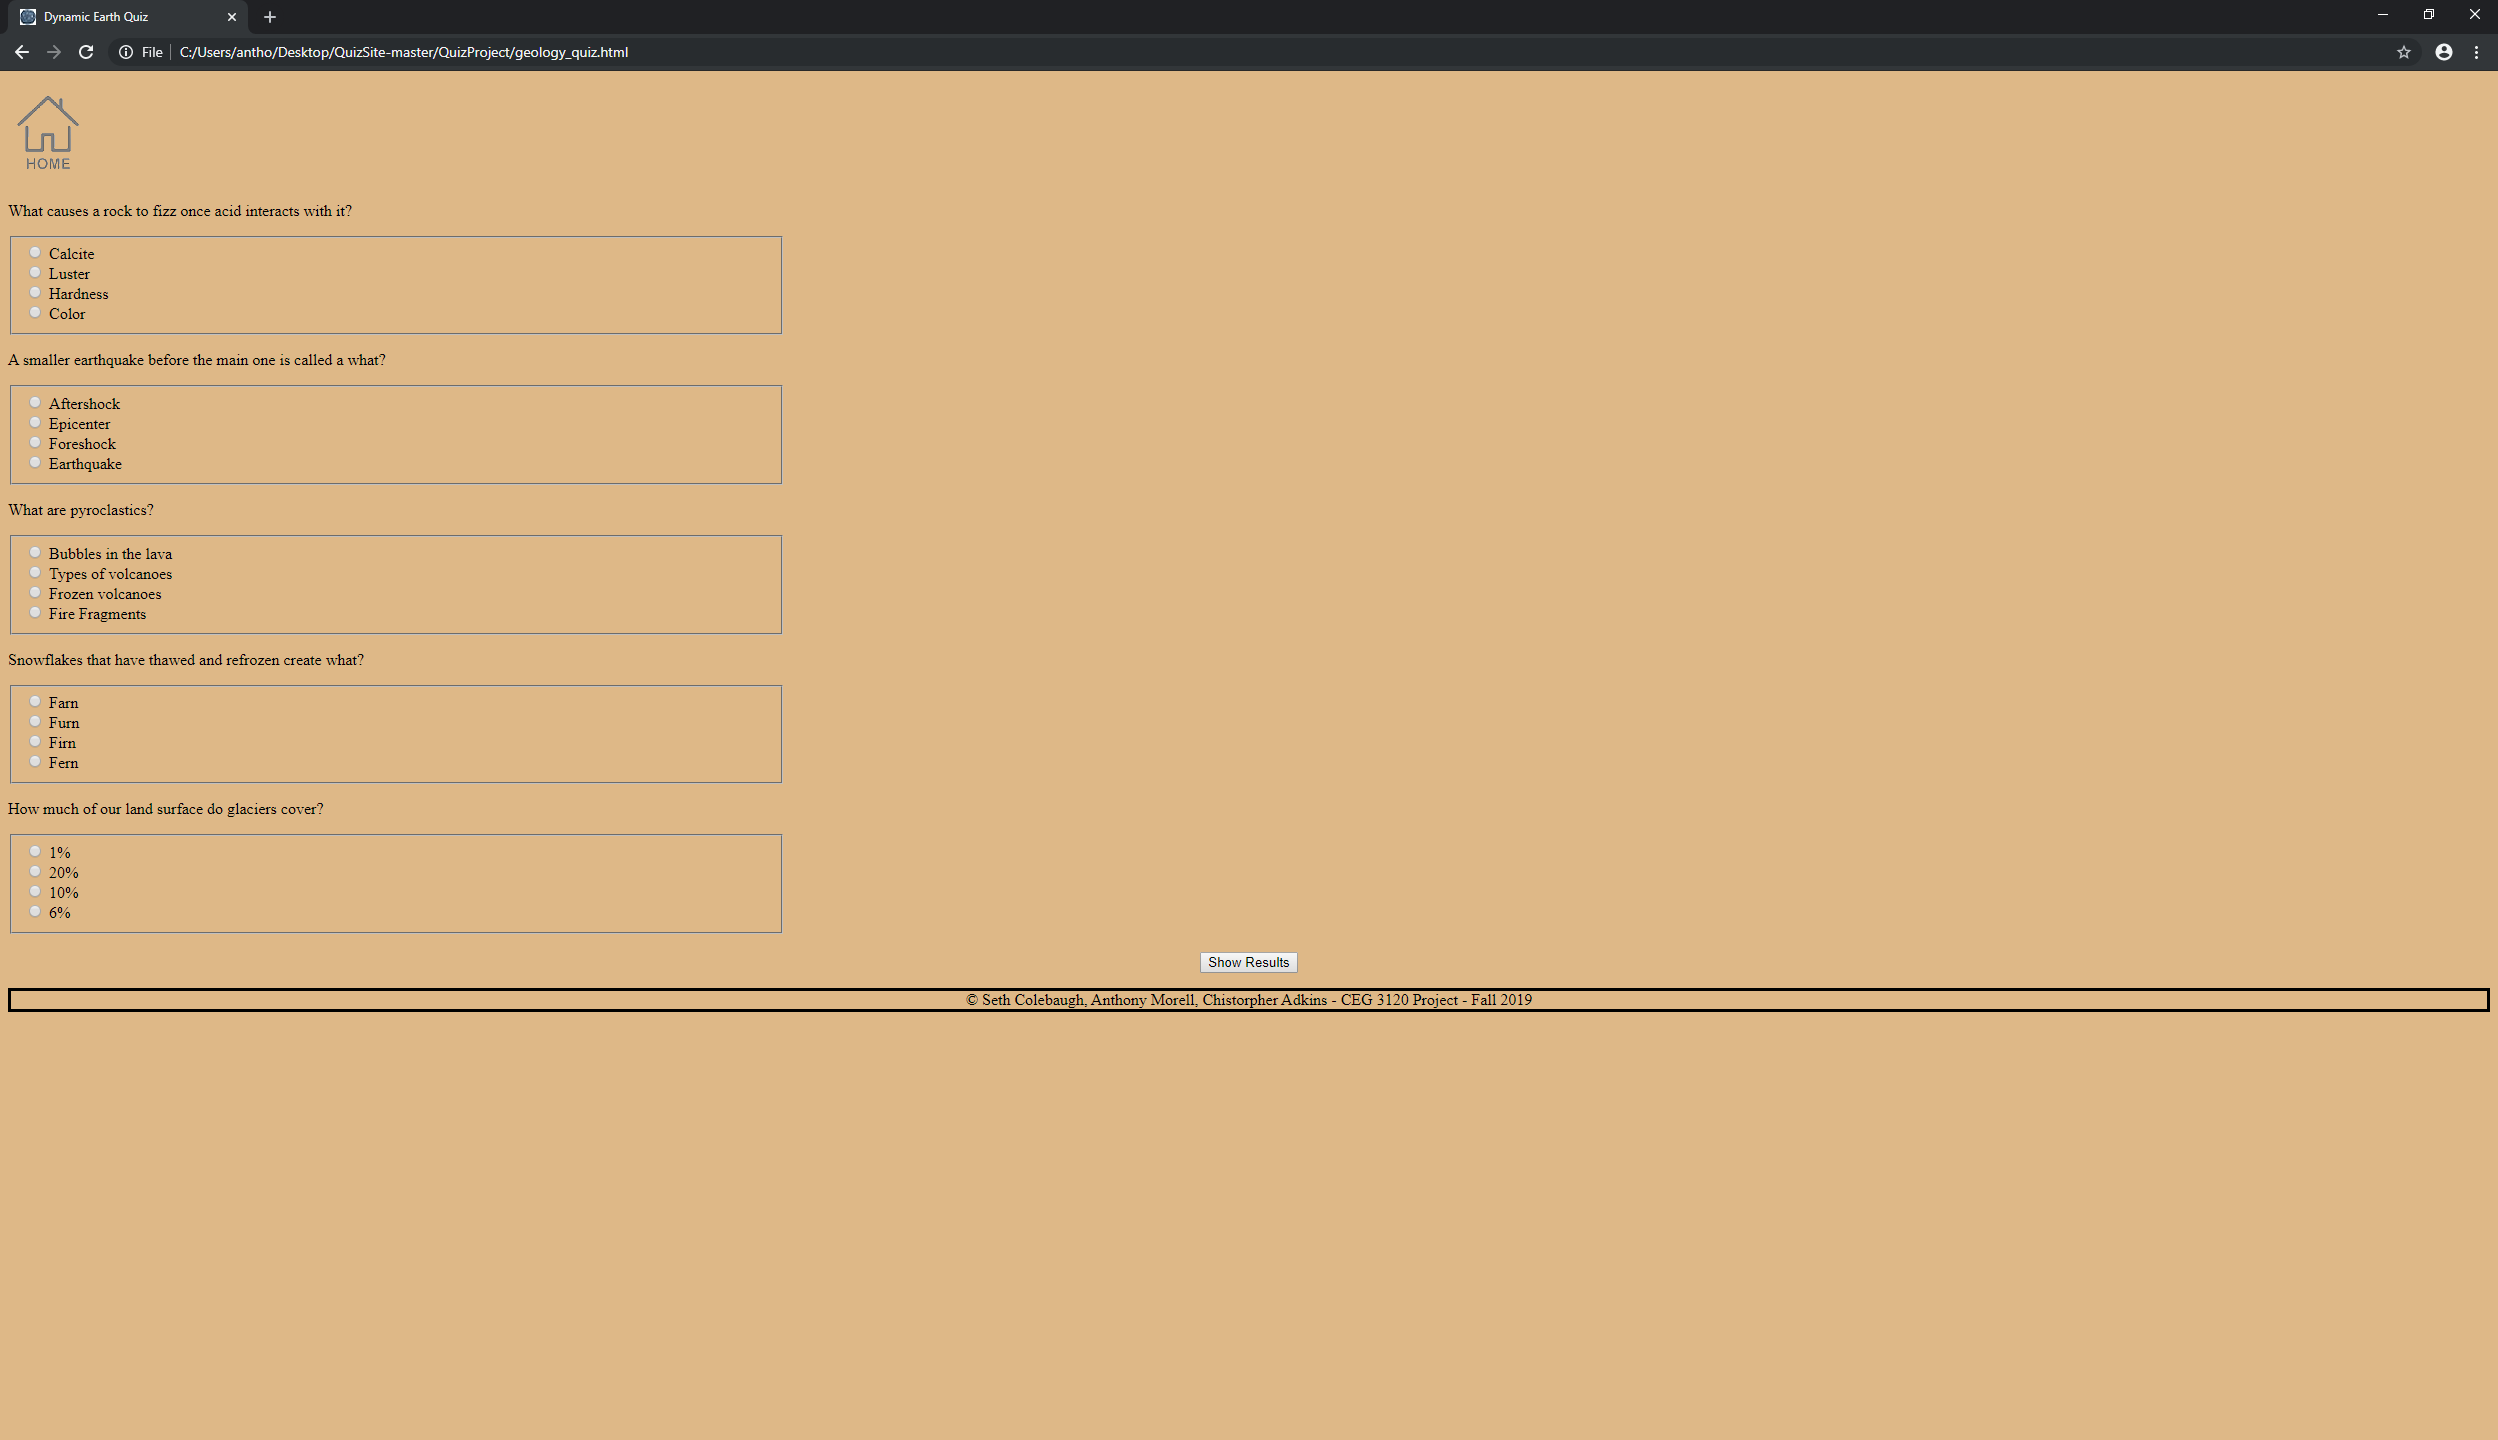 Dynamic Earth Quiz
File C:/Users/antho/Desktop/QuizSite-master/QuizProject/geology_quiz.html
HOME
What causes a rock to fizz once acid interacts with it?
Calcite
Luster
Hardness
Color
A smaller earthquake before the main one is called a what?
Aftershock
Epicenter
Foreshock
Earthquake
What are pyroclastics?
Bubbles in the lava
Types of volcanoes
Frozen volcanoes
Fire Fragments
Snowflakes that have thawed and refrozen create what?
Farn
Furn
Firn
Fern
How much of our land surface do glaciers cover?
1%
20%
10%
6%
Show Results
© Seth Colebaugh, Anthony Morell, Chistorpher Adkins - CEG 3120 Project - Fall 2019